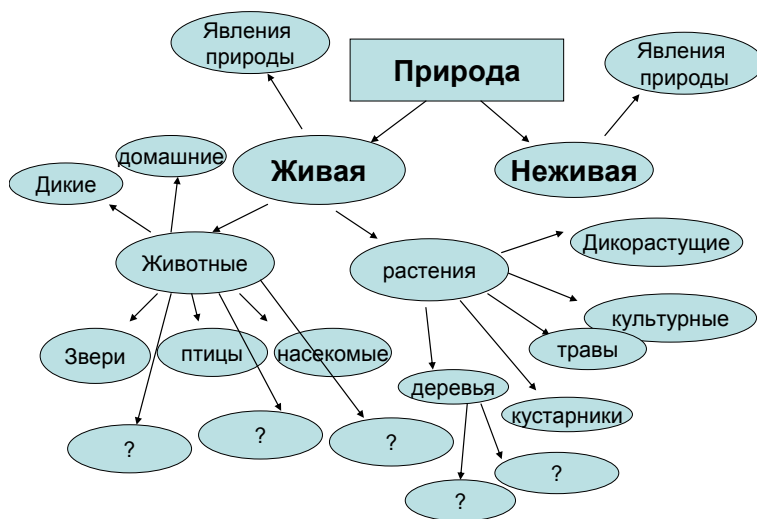 Явления
природы
Природа
Явления
природы
домашние
Живая
Неживая
Дикие
Дикорастущие
Животные
растения
культурные
травы
Звери
птицы
насекомые
деревья
кустарники
?
?
?
?
?